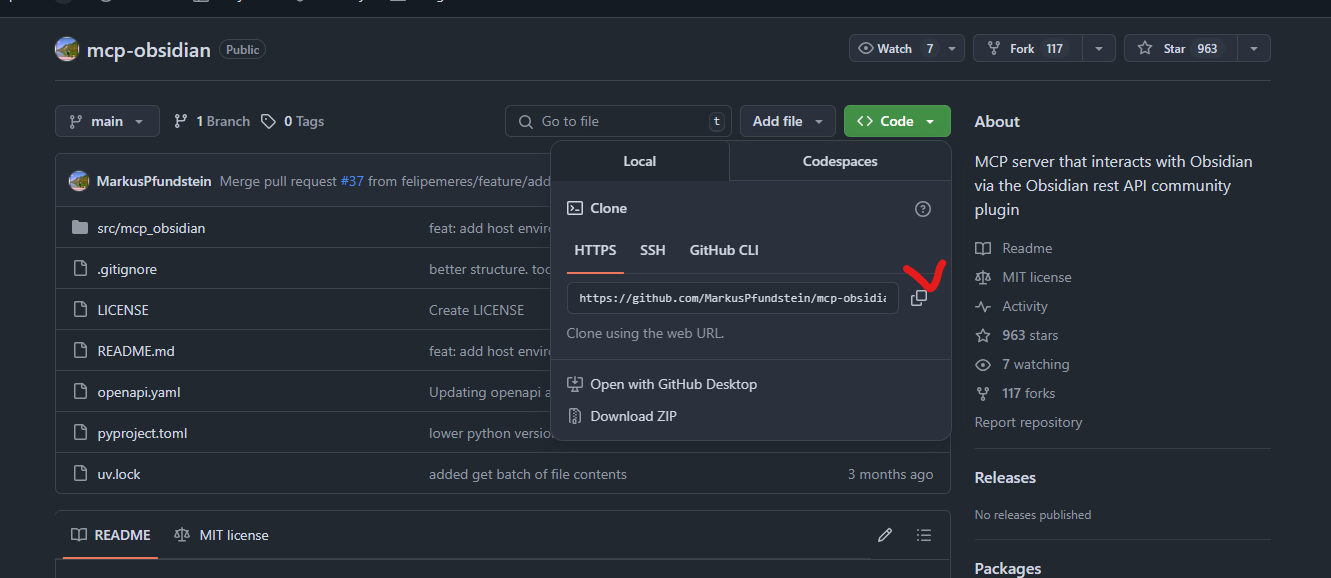 mcp-obsidian Public
Watch 7 Fork 117 Star 963
main 1 Branch 0 Tags Go to file t Add file Code
Local Codespaces
MarkusPfundstein Merge pull request #37 from felipemeres/feature/add
Clone
src/mcp_obsidian feat: add host enviro
HTTPS SSH GitHub CLI
.gitignore better structure. too
https://github.com/MarkusPfundstein/mcp-obsidia
LICENSE Create LICENSE
Clone using the web URL.
README.md feat: add host enviro
Open with GitHub Desktop
openapi.yaml Updating openapi a
Download ZIP
pyproject.toml lower python versio
uv.lock added get batch of file contents 3 months ago
README MIT license
About
MCP server that interacts with Obsidian
via the Obsidian rest API community
plugin
Readme
MIT license
Activity
963 stars
7 watching
117 forks
Report repository
Releases
No releases published
Packages